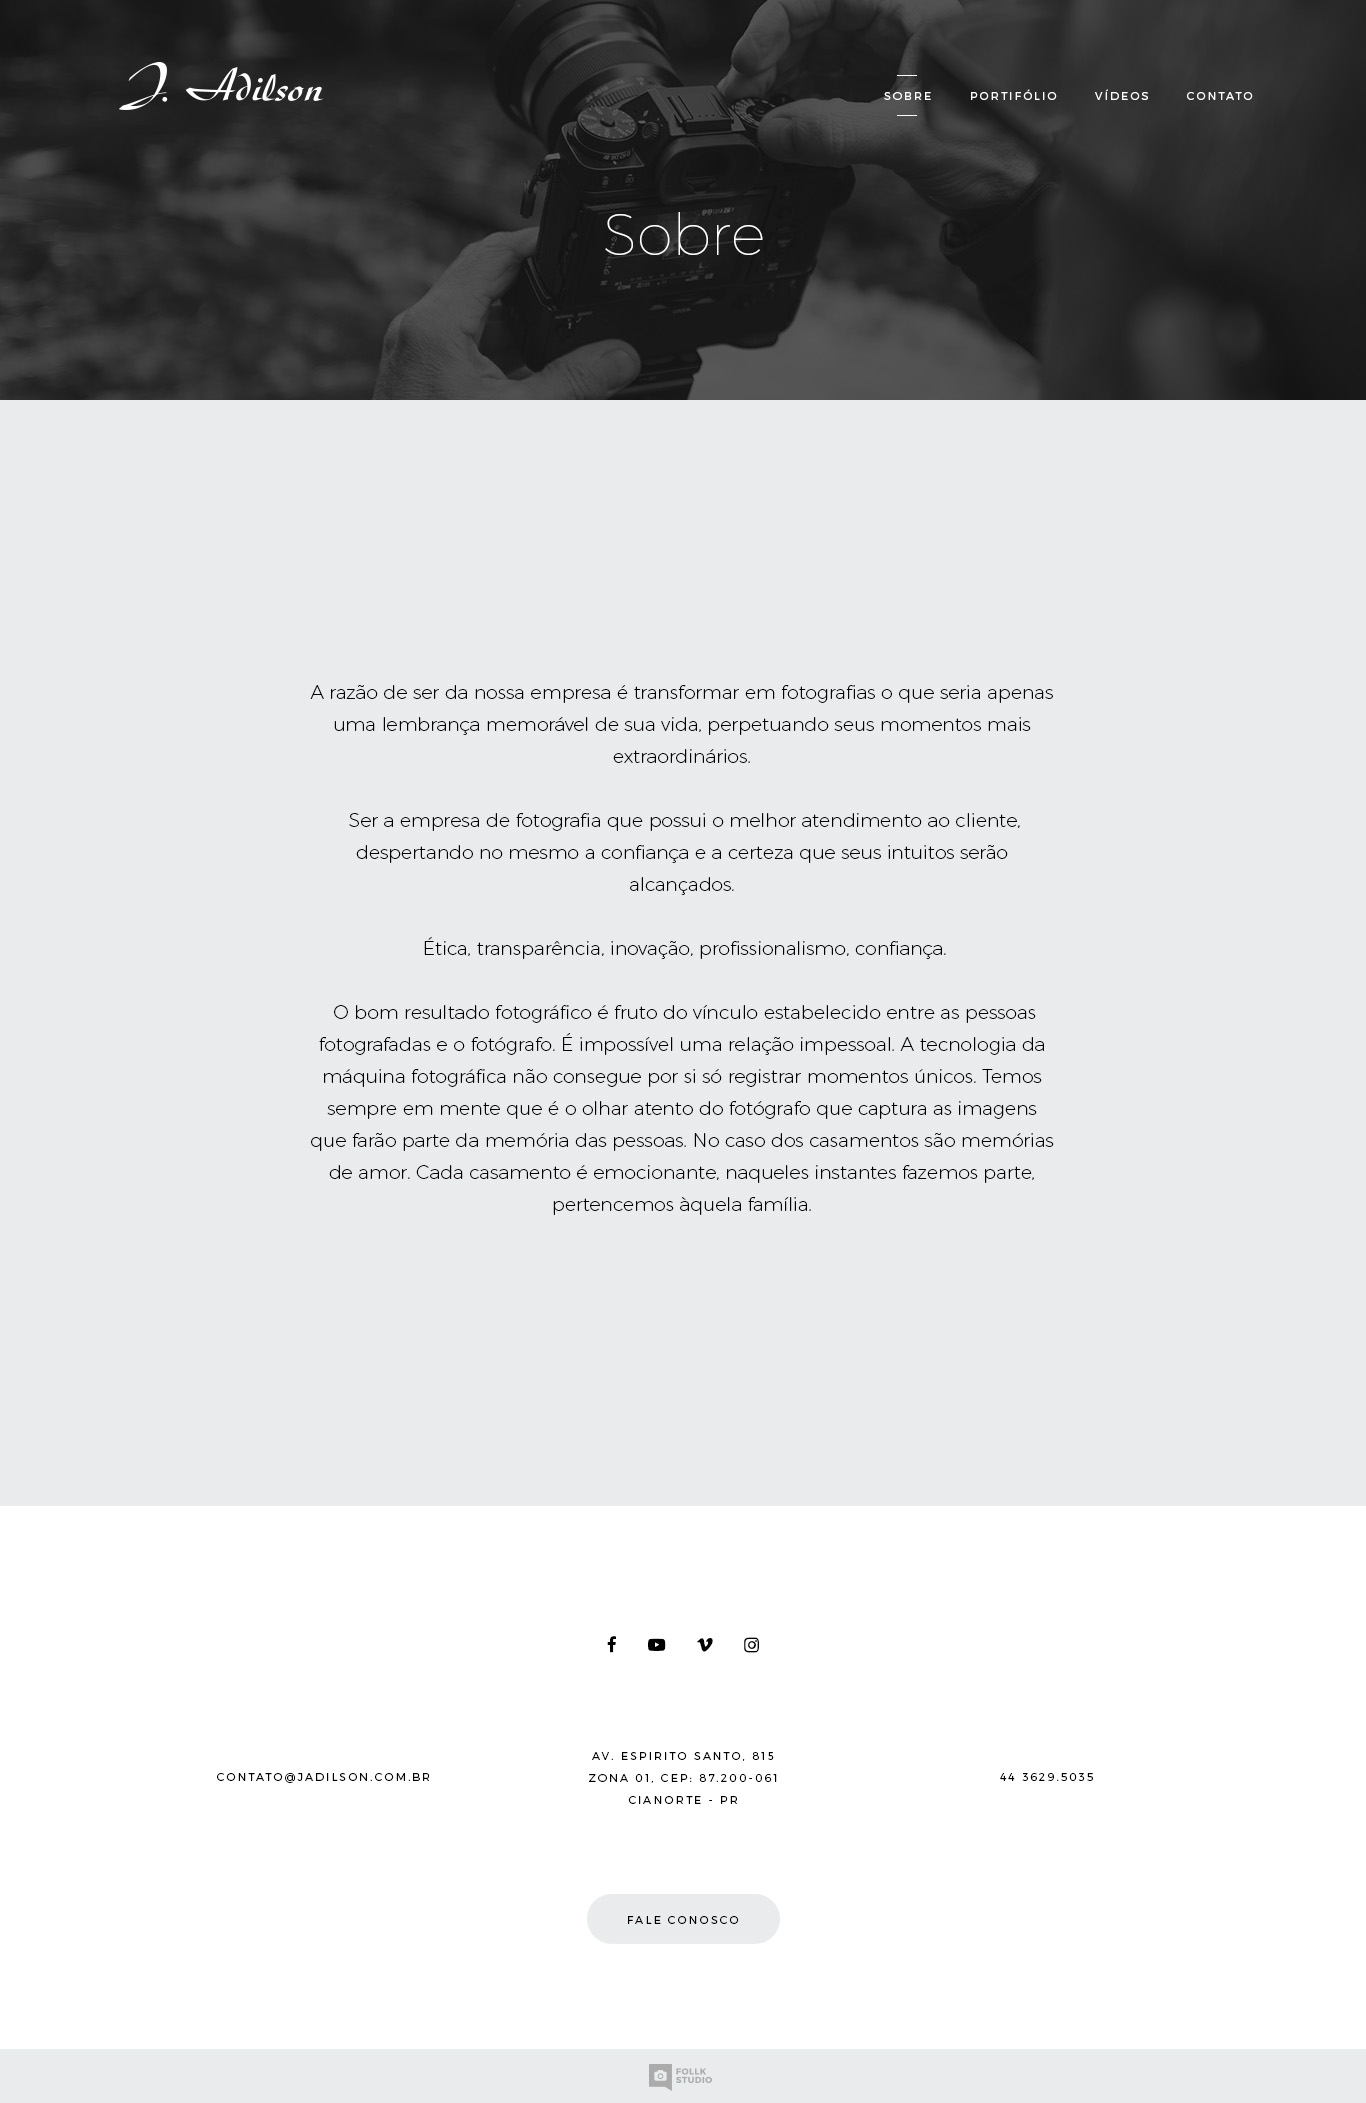 J. Adilson
SOBRE
PORTIFÓLIO
VÍDEOS
CONTATO
Sobre
A razão de ser da nossa empresa é transformar em fotografias o que seria apenas
uma lembrança memorável de sua vida, perpetuando seus momentos mais
extraordinários.
Ser a empresa de fotografia que possui o melhor atendimento ao cliente,
despertando no mesmo a confiança e a certeza que seus intuitos serão
alcançados.
Ética, transparência, inovação, profissionalismo, confiança.
O bom resultado fotográfico é fruto do vínculo estabelecido entre as pessoas
fotografadas e o fotógrafo. É impossível uma relação impessoal. A tecnologia da
máquina fotográfica não consegue por si só registrar momentos únicos. Temos
sempre em mente que é o olhar atento do fotógrafo que captura as imagens
que farão parte da memória das pessoas. No caso dos casamentos são memórias
de amor. Cada casamento é emocionante, naqueles instantes fazemos parte,
pertencemos àquela família.
CONTATO@JADILSON.COM.BR
AV. ESPIRITO SANTO, 815
ZONA 01, CEP: 87.200-061
CIANORTE - PR
44 3629.5035
FALE CONOSCO
FOLLK
STUDIO